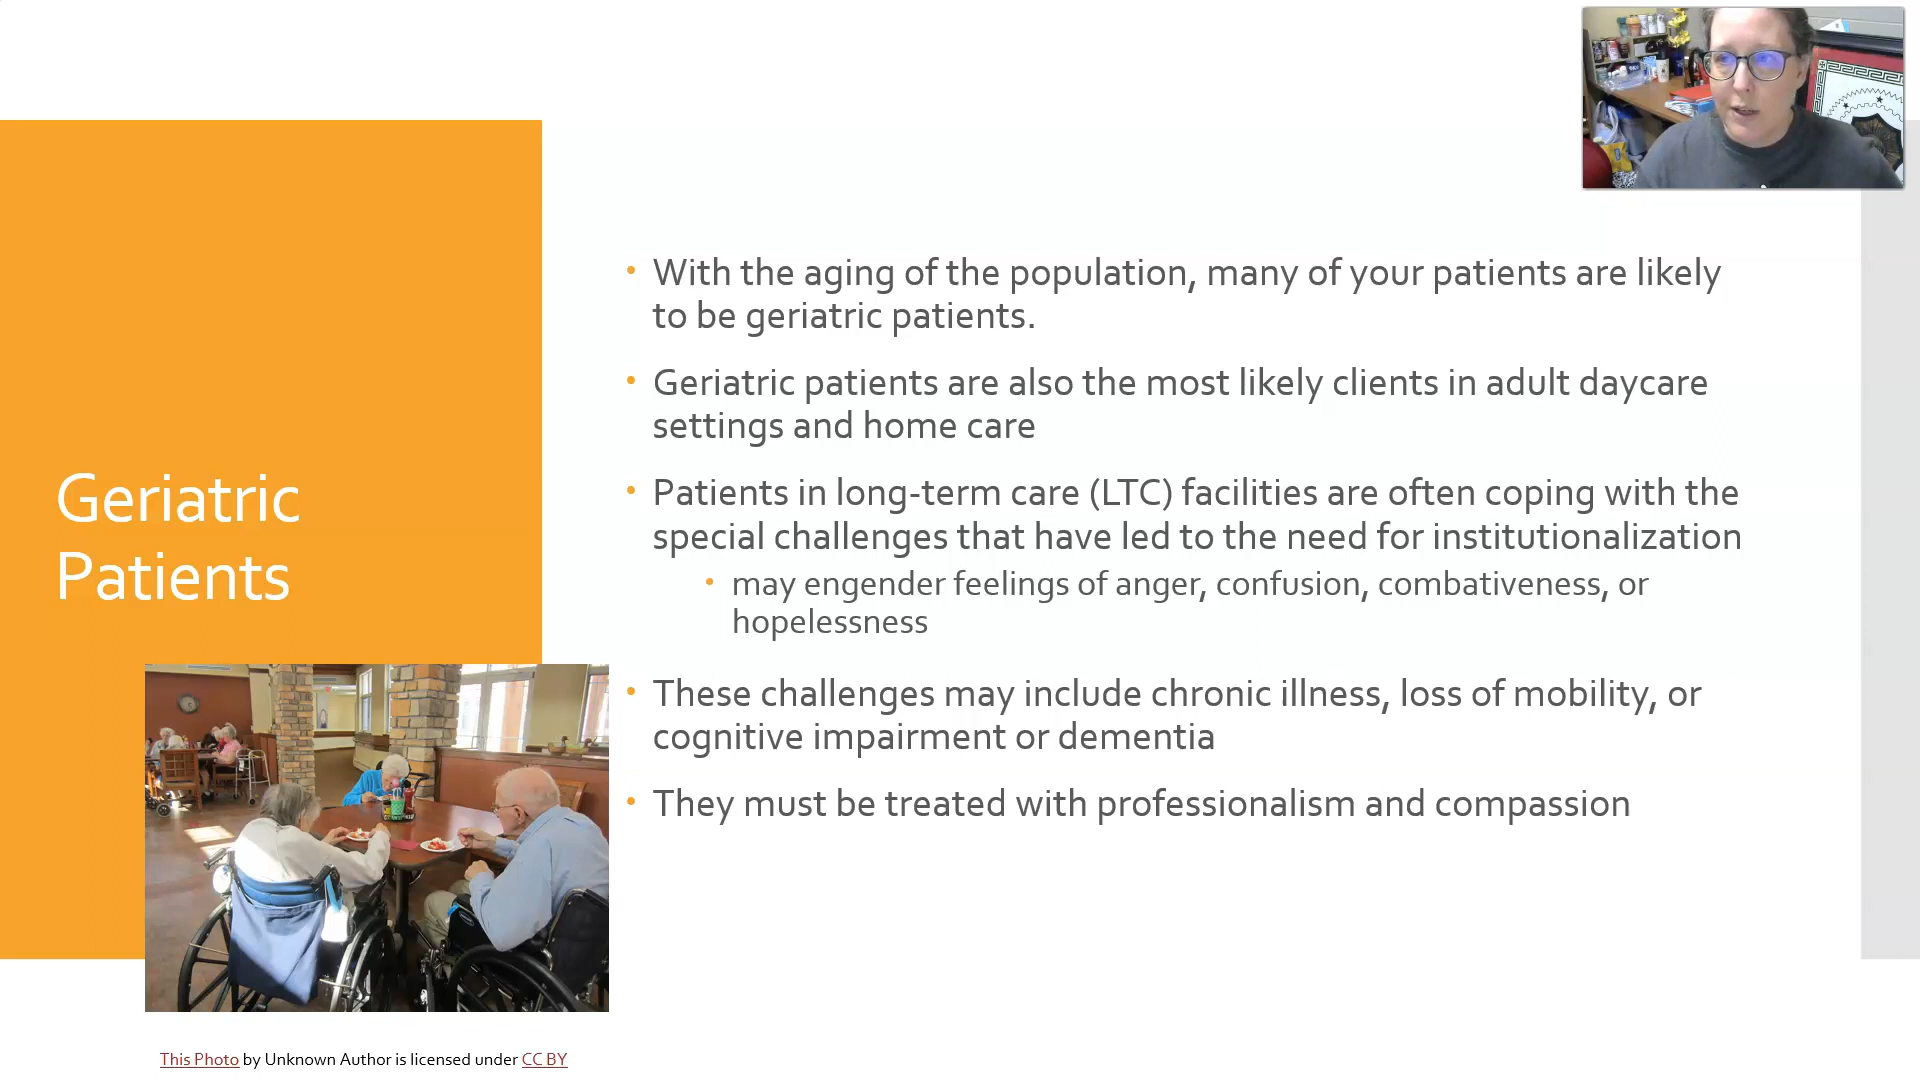 Geriatric
Patients
With the aging of the population, many of your patients are likely
to be geriatric patients.
Geriatric patients are also the most likely clients in adult daycare
settings and home care
Patients in long-term care (LTC) facilities are often coping with the
special challenges that have led to the need for institutionalization
may engender feelings of anger, confusion, combativeness, or
hopelessness
These challenges may include chronic illness, loss of mobility, or
cognitive impairment or dementia
They must be treated with professionalism and compassion
This Photo by Unknown Author is licensed under CC BY